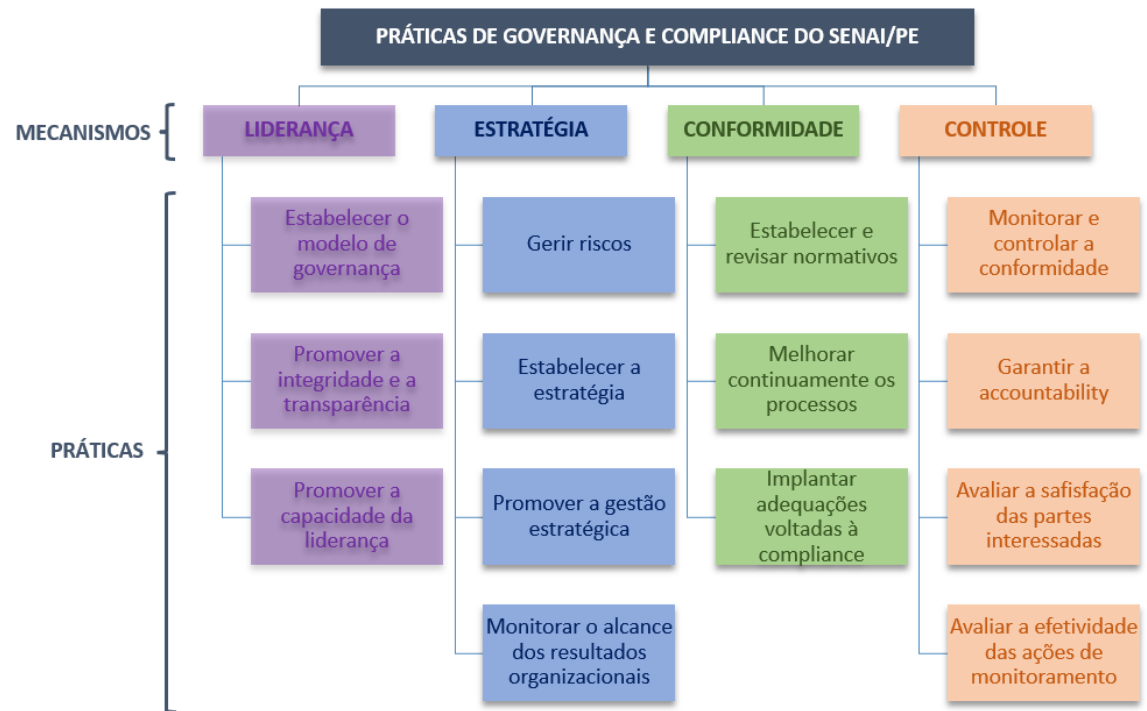 PRÁTICAS DE GOVERNANÇA E COMPLIANCE DO SENAI/PE
MECANISMOS
LIDERANÇA
ESTRATÉGIA
CONFORMIDADE
CONTROLE
PRÁTICAS
Estabelecer o
modelo de
governança
Promover a
integridade e a
transparência
Promover a
capacidade da
liderança
Gerir riscos
Estabelecer a
estratégia
Promover a gestão
estratégica
Monitorar o alcance
dos resultados
organizacionais
Estabelecer e
revisar normativos
Melhorar
continuamente os
processos
Implantar
adequações
voltadas à
compliance
Monitorar e
controlar a
conformidade
Garantir a
accountability
Avaliar a safisfação
das partes
interessadas
Avaliar a efetividade
das ações de
monitoramento